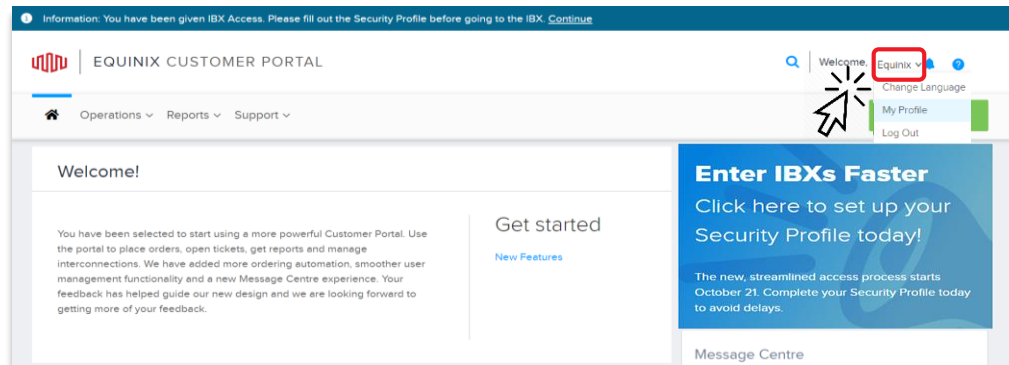 Information: You have been given IBX Access. Please fill out the Security Profile before going to the IBX. Continue
EQUINIX CUSTOMER PORTAL
Welcome, Equinix
Change Language
My Profile
Log Out
Operations Reports Support
Welcome!
You have been selected to start using a more powerful Customer Portal. Use
the portal to place orders, open tickets, get reports and manage
interconnections. We have added more ordering automation, smoother user
management functionality and a new Message Centre experience. Your
feedback has helped guide our new design and we are looking forward to
getting more of your feedback.
Get started
New Features
Enter IBXs Faster
Click here to set up your
Security Profile today!
The new, streamlined access process starts
October 21. Complete your Security Profile today
to avoid delays.
Message Centre